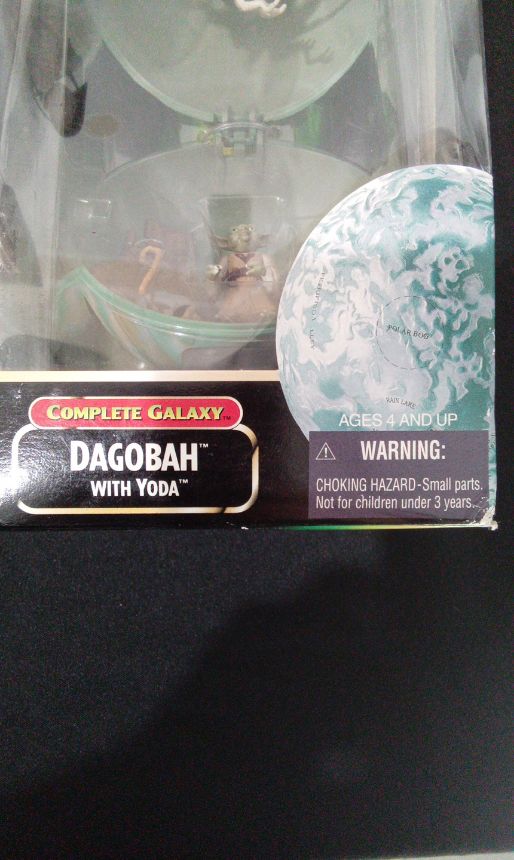 POLAR BOG
RAIN LAKE
COMPLETE GALAXY™
AGES 4 AND UP
DAGOBAH™
WITH YODA™
⚠ WARNING:
CHOKING HAZARD-Small parts.
Not for children under 3 years.